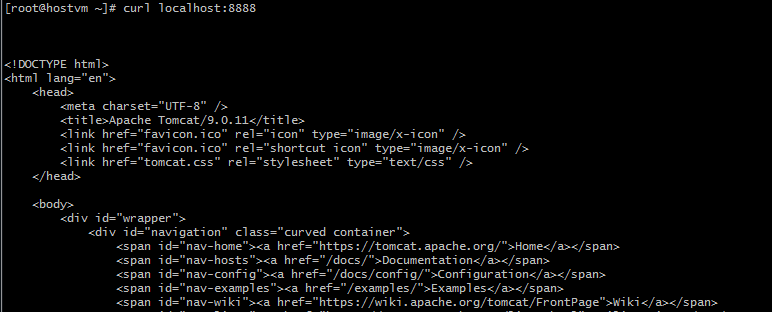 [root@hostvm ~]# curl localhost:8888
<!DOCTYPE html>
<html lang="en">
    <head>
        <meta charset="UTF-8" />
        <title>Apache Tomcat/9.0.11</title>
        <link href="favicon.ico" rel="icon" type="image/x-icon" />
        <link href="favicon.ico" rel="shortcut icon" type="image/x-icon" />
        <link href="tomcat.css" rel="stylesheet" type="text/css" />
    </head>
    <body>
        <div id="wrapper">
            <div id="navigation" class="curved container">
                <span id="nav-home"><a href="https://tomcat.apache.org/">Home</a></span>
                <span id="nav-hosts"><a href="/docs/">Documentation</a></span>
                <span id="nav-config"><a href="/docs/config/">Configuration</a></span>
                <span id="nav-examples"><a href="/examples/">Examples</a></span>
                <span id="nav-wiki"><a href="https://wiki.apache.org/tomcat/FrontPage">Wiki</a></span>